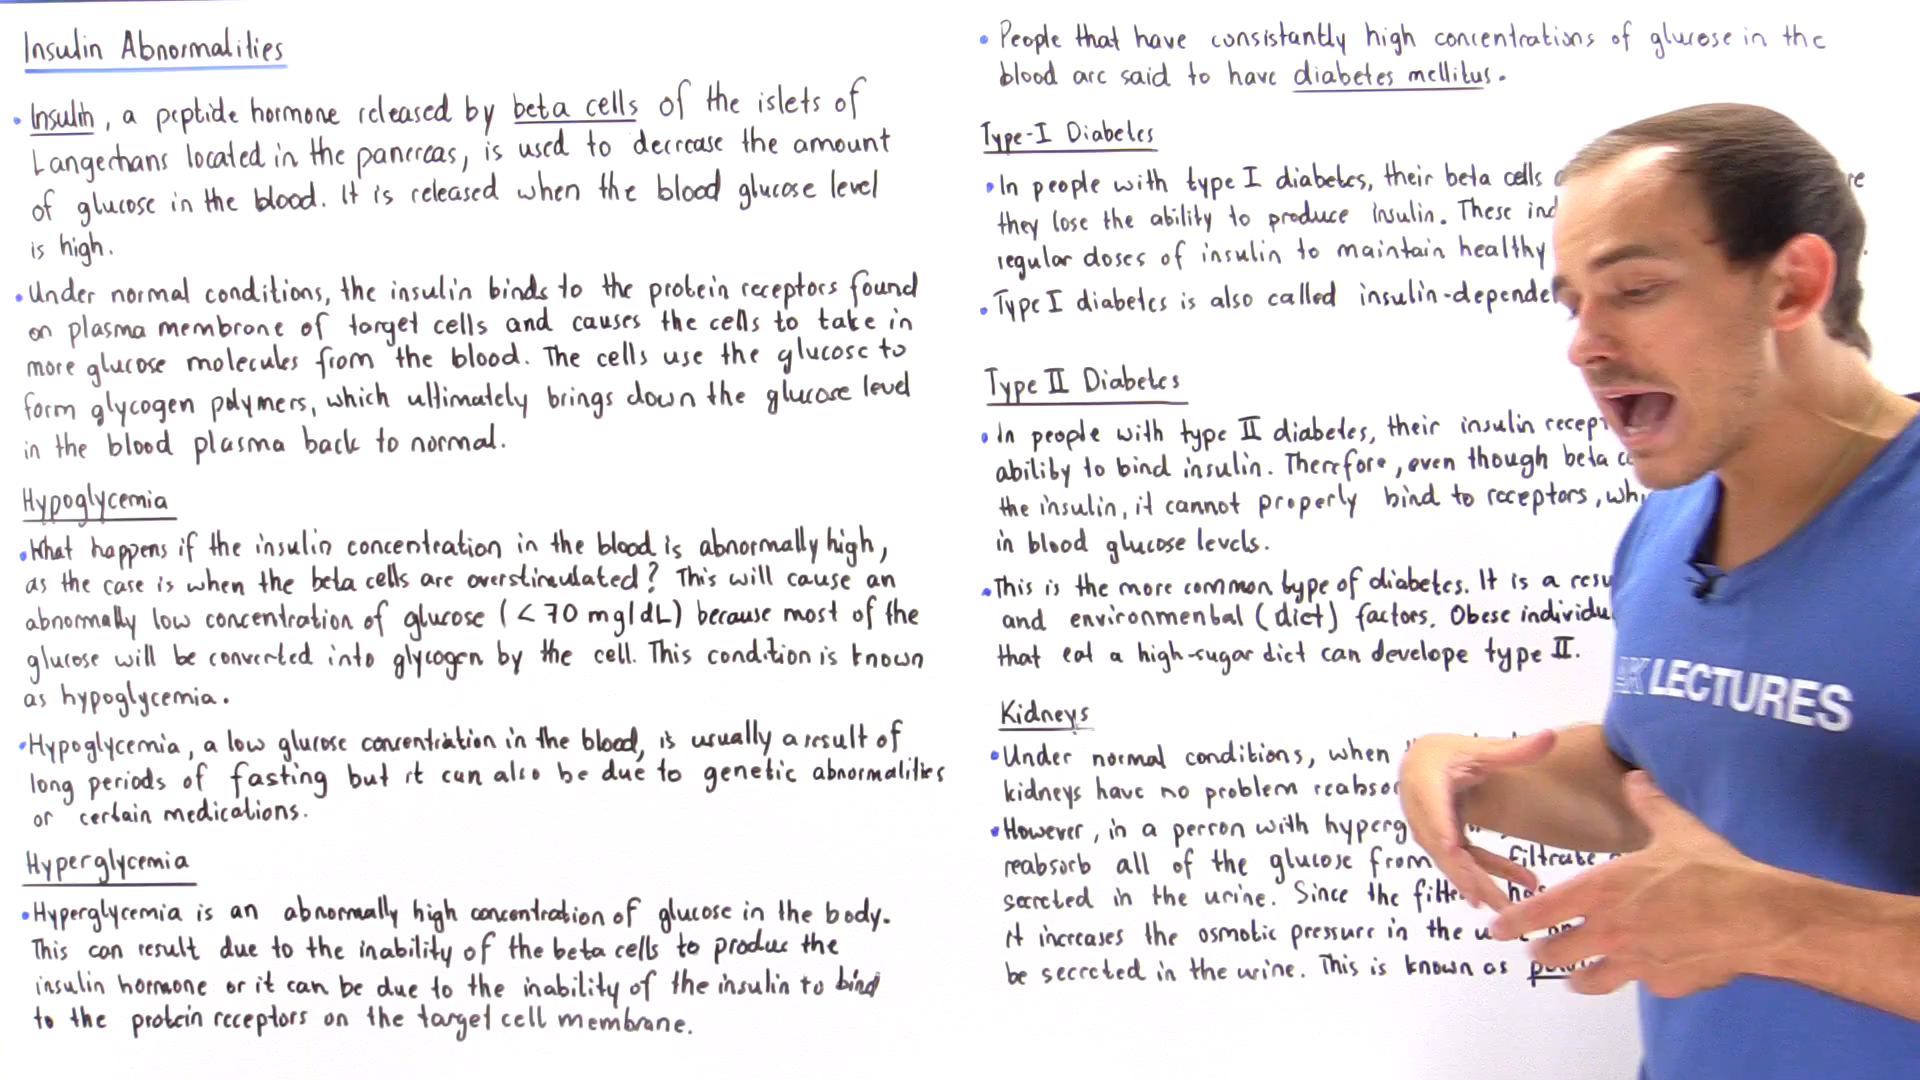 Insulin Abnormalities
• Insulin, a peptide hormone released by beta cells of the islets of
Langerhans located in the pancreas, is used to decrease the amount
of glucose in the blood. It is released when the blood glucose level
is high.
• Under normal conditions, the insulin binds to the protein receptors found
on plasma membrane of target cells and causes the cells to take in
more glucose molecules from the blood. The cells use the glucose to
form glycogen polymers, which ultimately brings down the glucose level
in the blood plasma back to normal.
Hypoglycemia
• What happens if the insulin concentration in the blood is abnormally high,
as the case is when the beta cells are overstimulated? This will cause an
abnormally low concentration of glucose (< 70 mg/dL) because most of the
glucose will be converted into glycogen by the cell. This condition is known
as hypoglycemia.
• Hypoglycemia, a low glucose concentration in the blood, is usually a result of
long periods of fasting but it can also be due to genetic abnormalities
or certain medications.
Hyperglycemia
• Hyperglycemia is an abnormally high concentration of glucose in the body.
This can result due to the inability of the beta cells to produce the
insulin hormone or it can be due to the inability of the insulin to bind
to the protein receptors on the target cell membrane.
• People that have consistantly high concentrations of glucose in the
blood are said to have diabetes mellitus.
Type-I Diabetes
• In people with type I diabetes, their beta cells
they lose the ability to produce insulin. These
regular doses of insulin to maintain healthy
• Type I diabetes is also called
Type II Diabetes
• In people with type II diabetes, their insulin
ability to bind insulin. Therefore, even though beta
the insulin, it cannot properly bind to receptors,
in blood glucose levels.
• This is the more common type of diabetes. It is a
and environmental (diet) factors. Obese
that eat a high-sugar diet can develope type II.
Kidneys
• Under normal conditions, when
kidneys have no problem
• However, in a person with
reabsorb all of the glucose from filtrate
secreted in the urine. Since the has
it increases the osmotic pressure in the
be secreted in the urine. This is known as
AK LECTURES